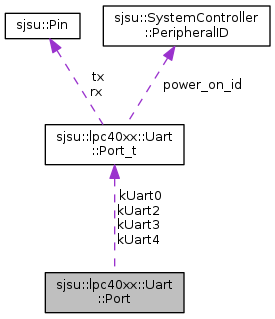 sjsu::Pin
sjsu::SystemController
::PeripheralID
tx
rx
power_on_id
sjsu::lpc40xx::Uart
::Port_t
kUart0
kUart2
kUart3
kUart4
sjsu::lpc40xx::Uart
::Port